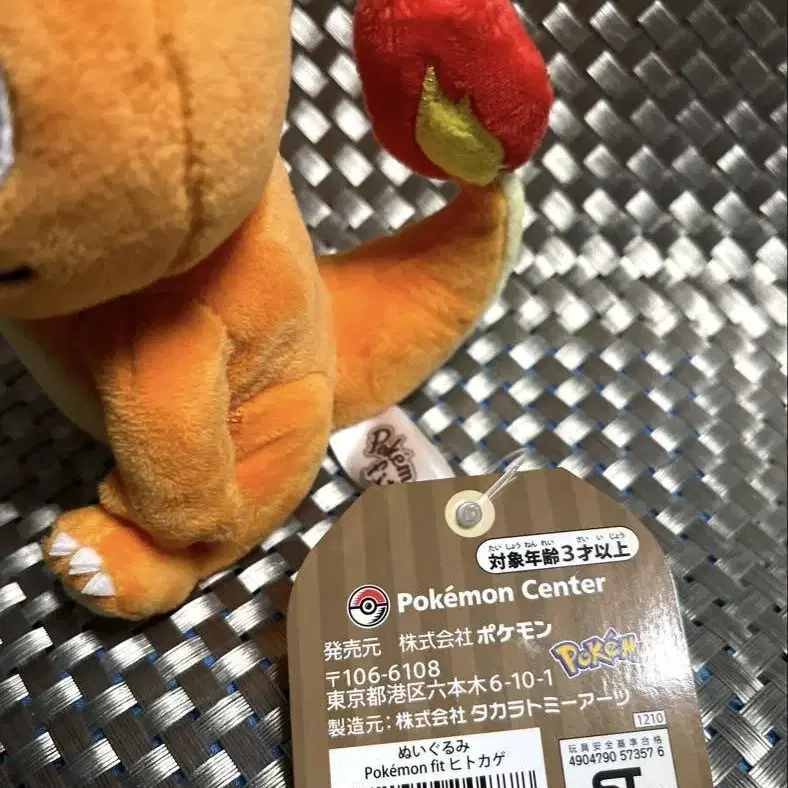 Pokémon
fit
たい しょう ねん れい さい い じょう
対象年齢3才以上
Pokémon Center
発売元 株式会社 ポケモン
〒106-6108
東京都港区六本木6-10-1
製造元:株式会社 タカラトミーアーツ
1210
ぬいぐるみ
Pokémon fit ヒトカゲ
玩具安全基準合格
4904790 57357 6
ST